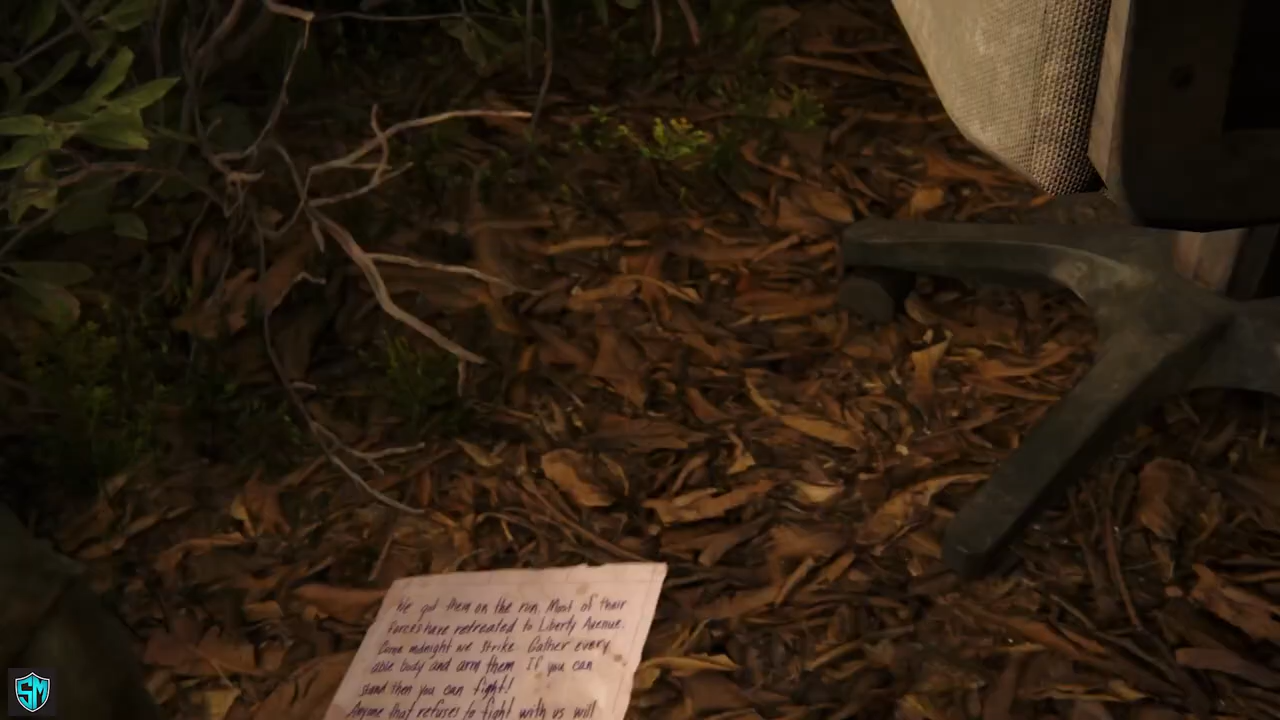 We got them on the run. Most of their
forces have retreated to Liberty Avenue.
Come midnight we strike. Gather every
able body and arm them. If you can
stand then you can fight!
Anyone that refuses to fight with us will
SM